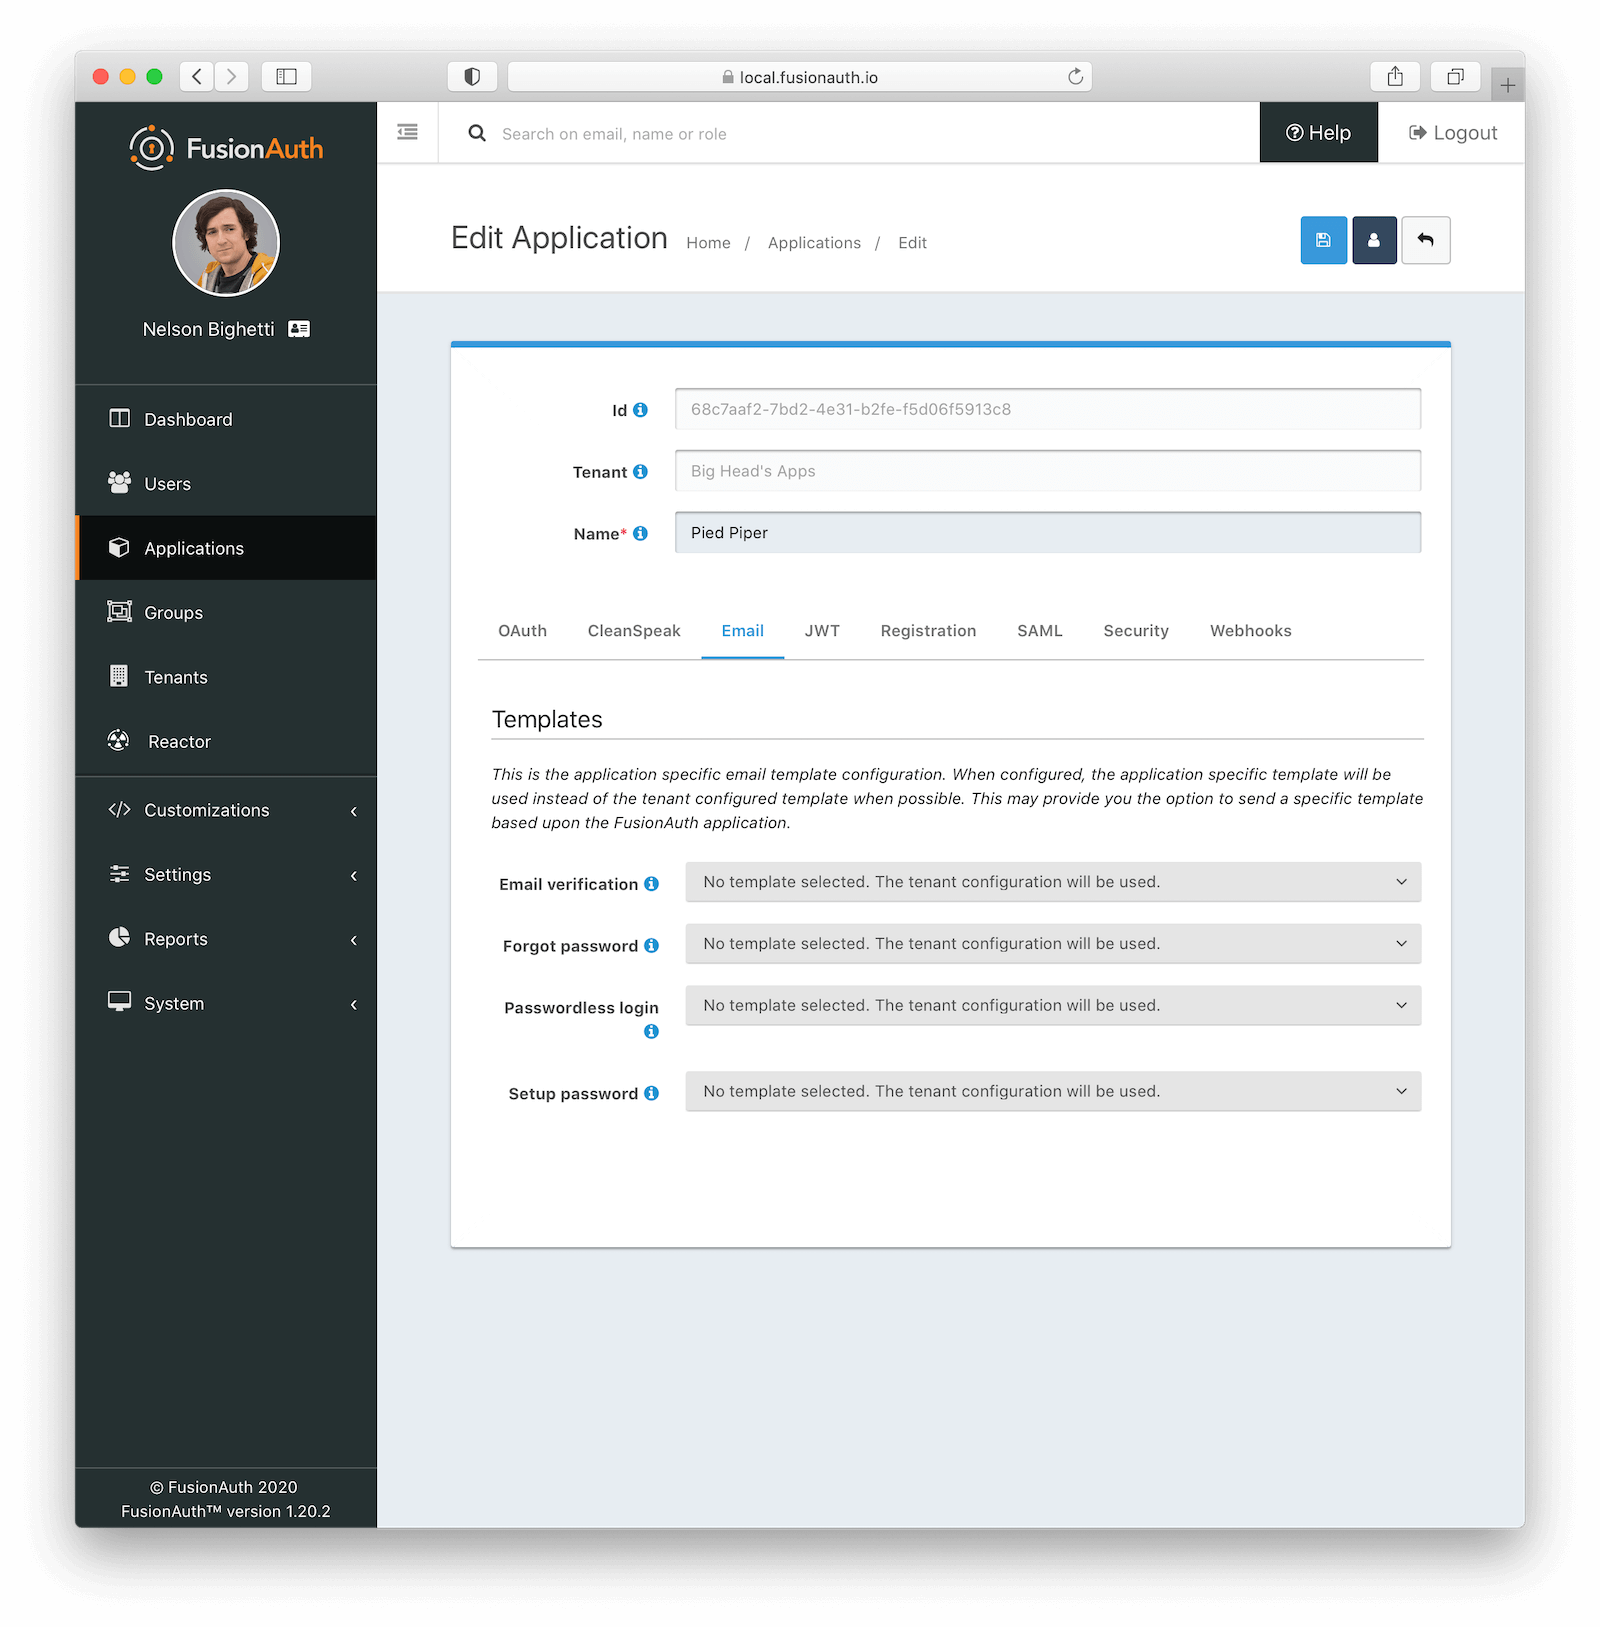 local.fusionauth.io
FusionAuth
Nelson Bighetti
Dashboard
Users
Applications
Groups
Tenants
Reactor
Customizations
Settings
Reports
System
© FusionAuth 2020
FusionAuth™ version 1.20.2
Search on email, name or role
Help
Logout
Edit Application
Home / Applications / Edit
Id
68c7aaf2-7bd2-4e31-b2fe-f5d06f5913c8
Tenant
Big Head's Apps
Name*
Pied Piper
OAuth CleanSpeak Email JWT Registration SAML Security Webhooks
Templates
This is the application specific email template configuration. When configured, the application specific template will be
used instead of the tenant configured template when possible. This may provide you the option to send a specific template
based upon the FusionAuth application.
Email verification
No template selected. The tenant configuration will be used.
Forgot password
No template selected. The tenant configuration will be used.
Passwordless login
No template selected. The tenant configuration will be used.
Setup password
No template selected. The tenant configuration will be used.